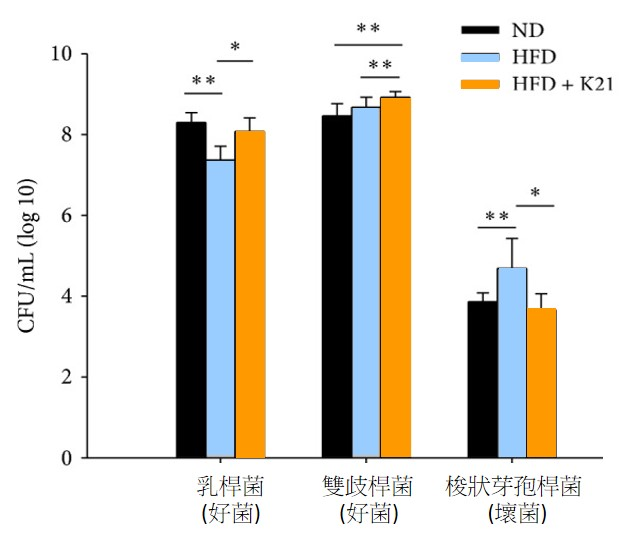 ND
HFD
HFD + K21
CFU/mL (log 10)
10
8
6
4
2
0
**
*
**
**
**
*
乳桿菌
(好菌)
雙歧桿菌
(好菌)
梭狀芽孢桿菌
(壞菌)